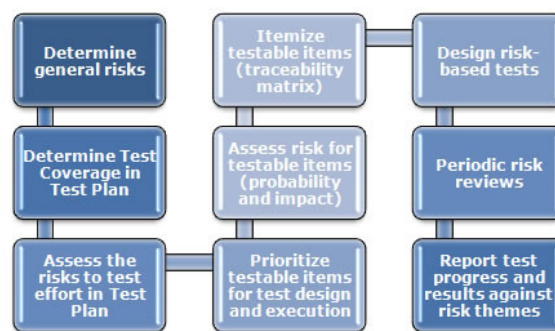 Determine
general risks
Determine Test
Coverage in
Test Plan
Assess the
risks to test
effort in Test
Plan
Prioritize
testable items
for test design
and execution
Assess risk for
testable items
(probability
and impact)
Itemize
testable items
(traceability
matrix)
Design risk-
based tests
Periodic risk
reviews
Report test
progress and
results against
risk themes